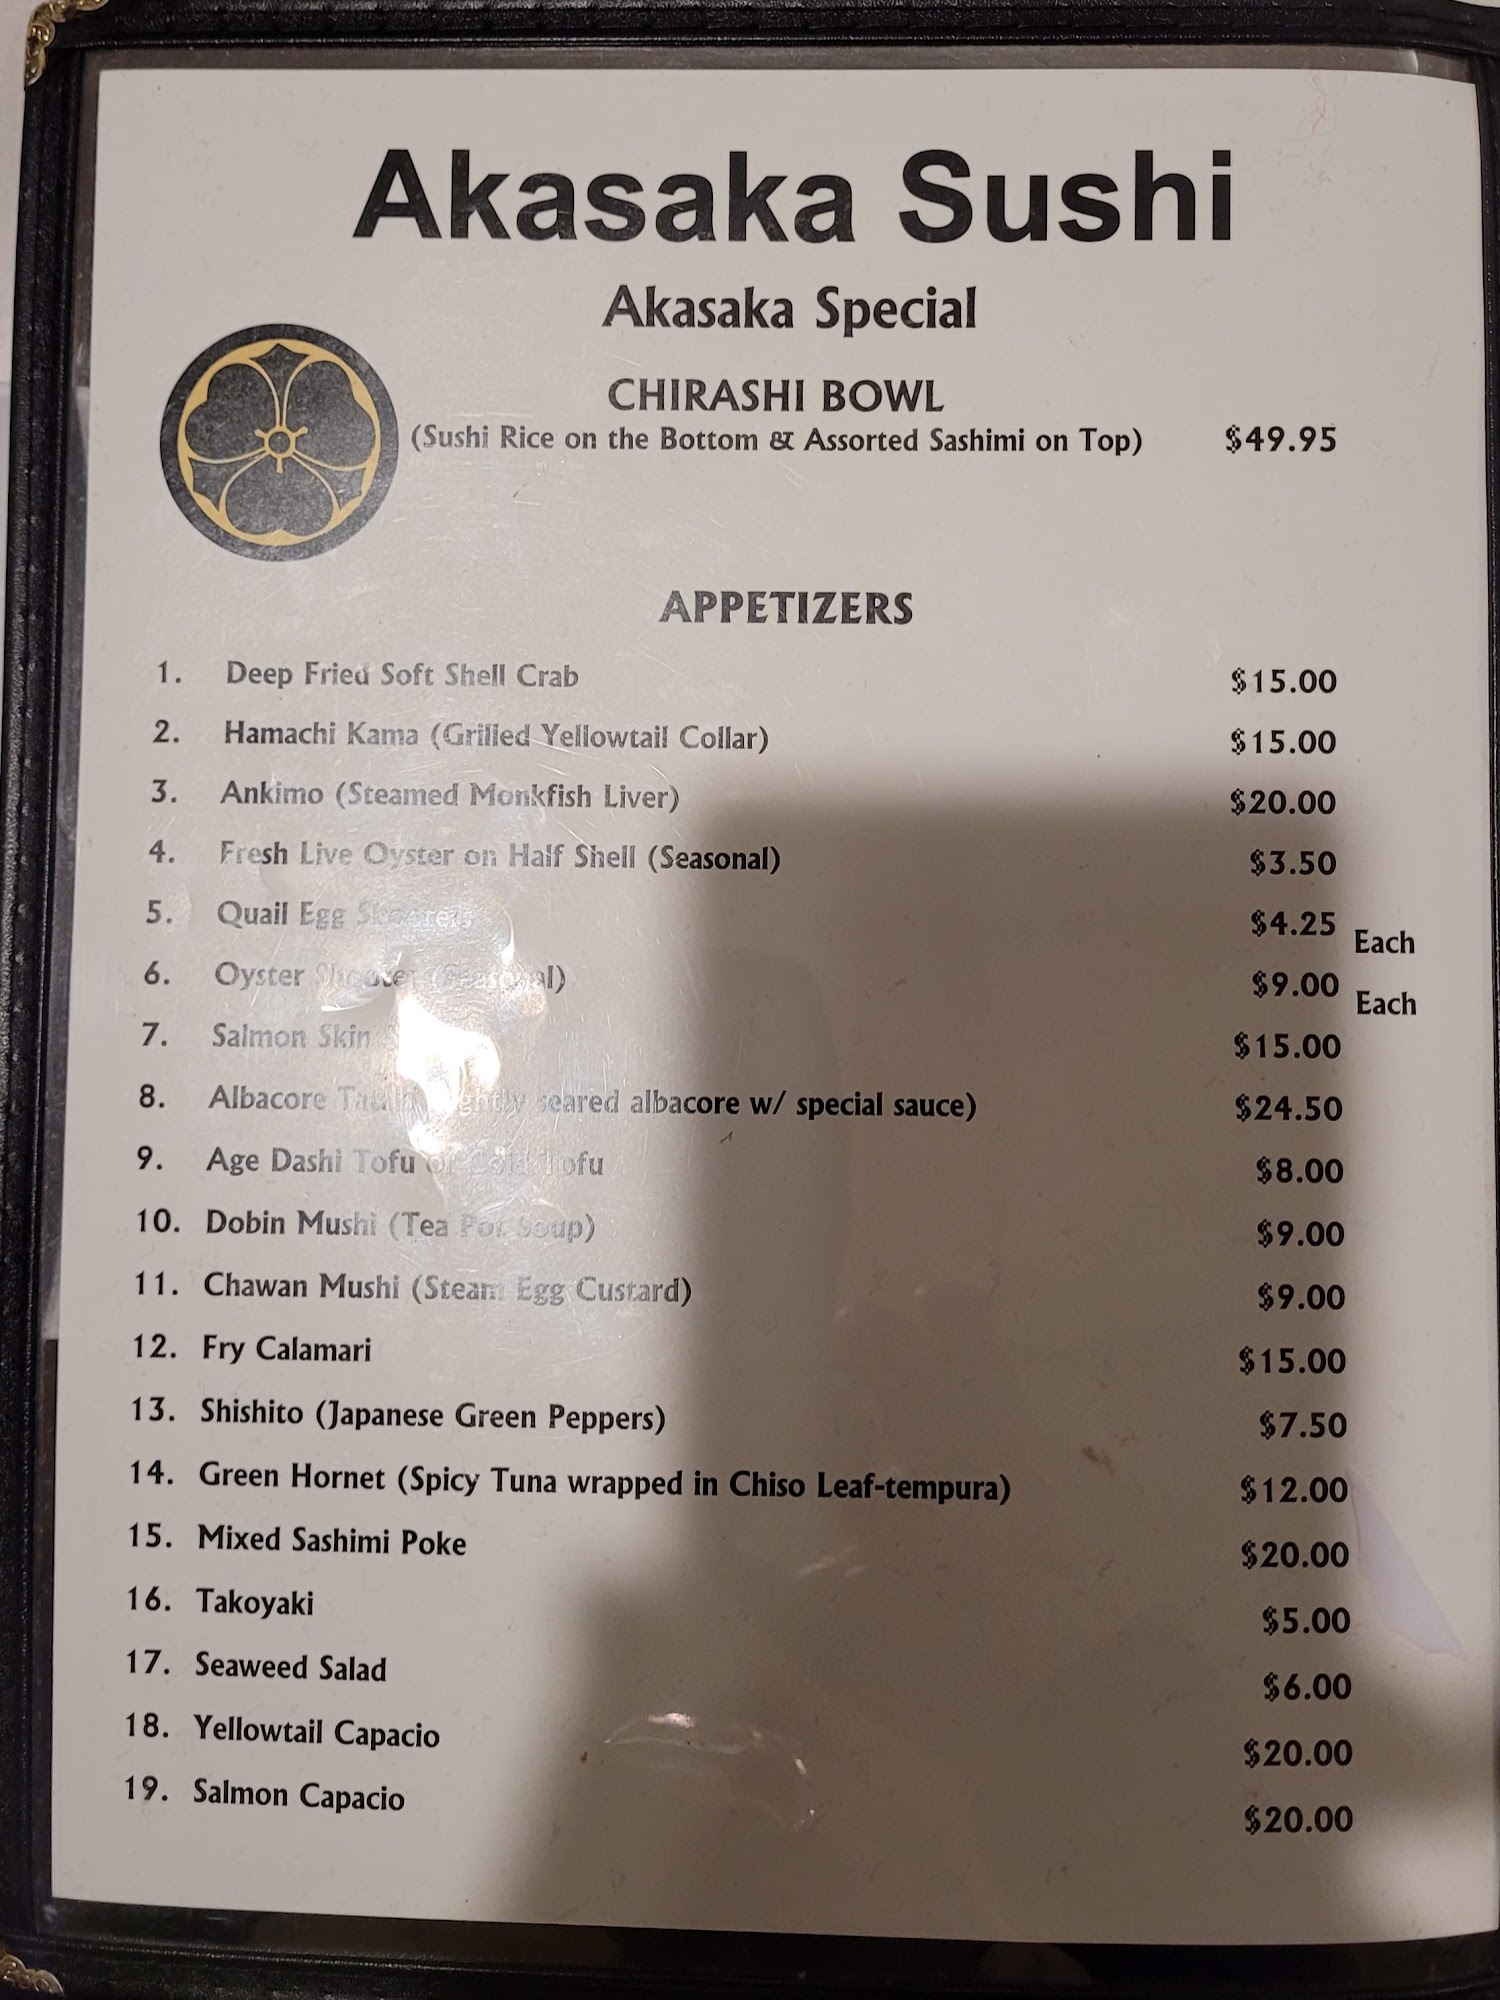 Akasaka Sushi
Akasaka Special
CHIRASHI BOWL
(Sushi Rice on the Bottom & Assorted Sashimi on Top) $49.95
APPETIZERS
1. Deep Fried Soft Shell Crab $15.00
2. Hamachi Kama (Grilled Yellowtail Collar) $15.00
3. Ankimo (Steamed Monkfish Liver) $20.00
4. Fresh Live Oyster on Half Shell (Seasonal) $3.50
5. Quail Egg $4.25 Each
6. Oyster Shooter (Seasonal) $9.00 Each
7. Salmon Skin $15.00
8. Albacore Tataki seared albacore w/ special sauce) $24.50
9. Age Dashi Tofu or Cold Tofu $8.00
10. Dobin Mushi (Tea Pot Soup) $9.00
11. Chawan Mushi (Steam Egg Custard) $9.00
12. Fry Calamari $15.00
13. Shishito (Japanese Green Peppers) $7.50
14. Green Hornet (Spicy Tuna wrapped in Chiso Leaf-tempura) $12.00
15. Mixed Sashimi Poke $20.00
16. Takoyaki $5.00
17. Seaweed Salad $6.00
18. Yellowtail Capacio $20.00
19. Salmon Capacio $20.00